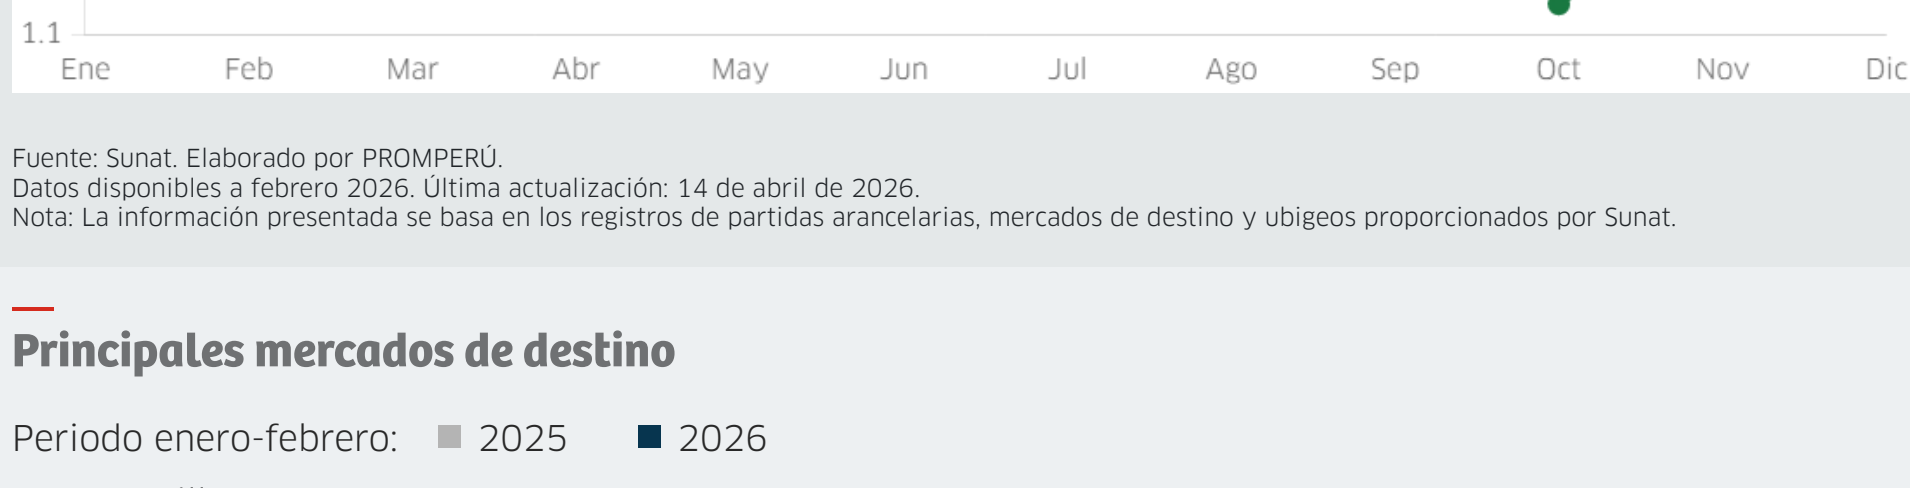 1.1
Ene Feb Mar Abr May Jun Jul Ago Sep Oct Nov Dic
Fuente: Sunat. Elaborado por PROMPERÚ.
Datos disponibles a febrero 2026. Última actualización: 14 de abril de 2026.
Nota: La información presentada se basa en los registros de partidas arancelarias, mercados de destino y ubigeos proporcionados por Sunat.
Principales mercados de destino
Periodo enero-febrero: 2025 2026